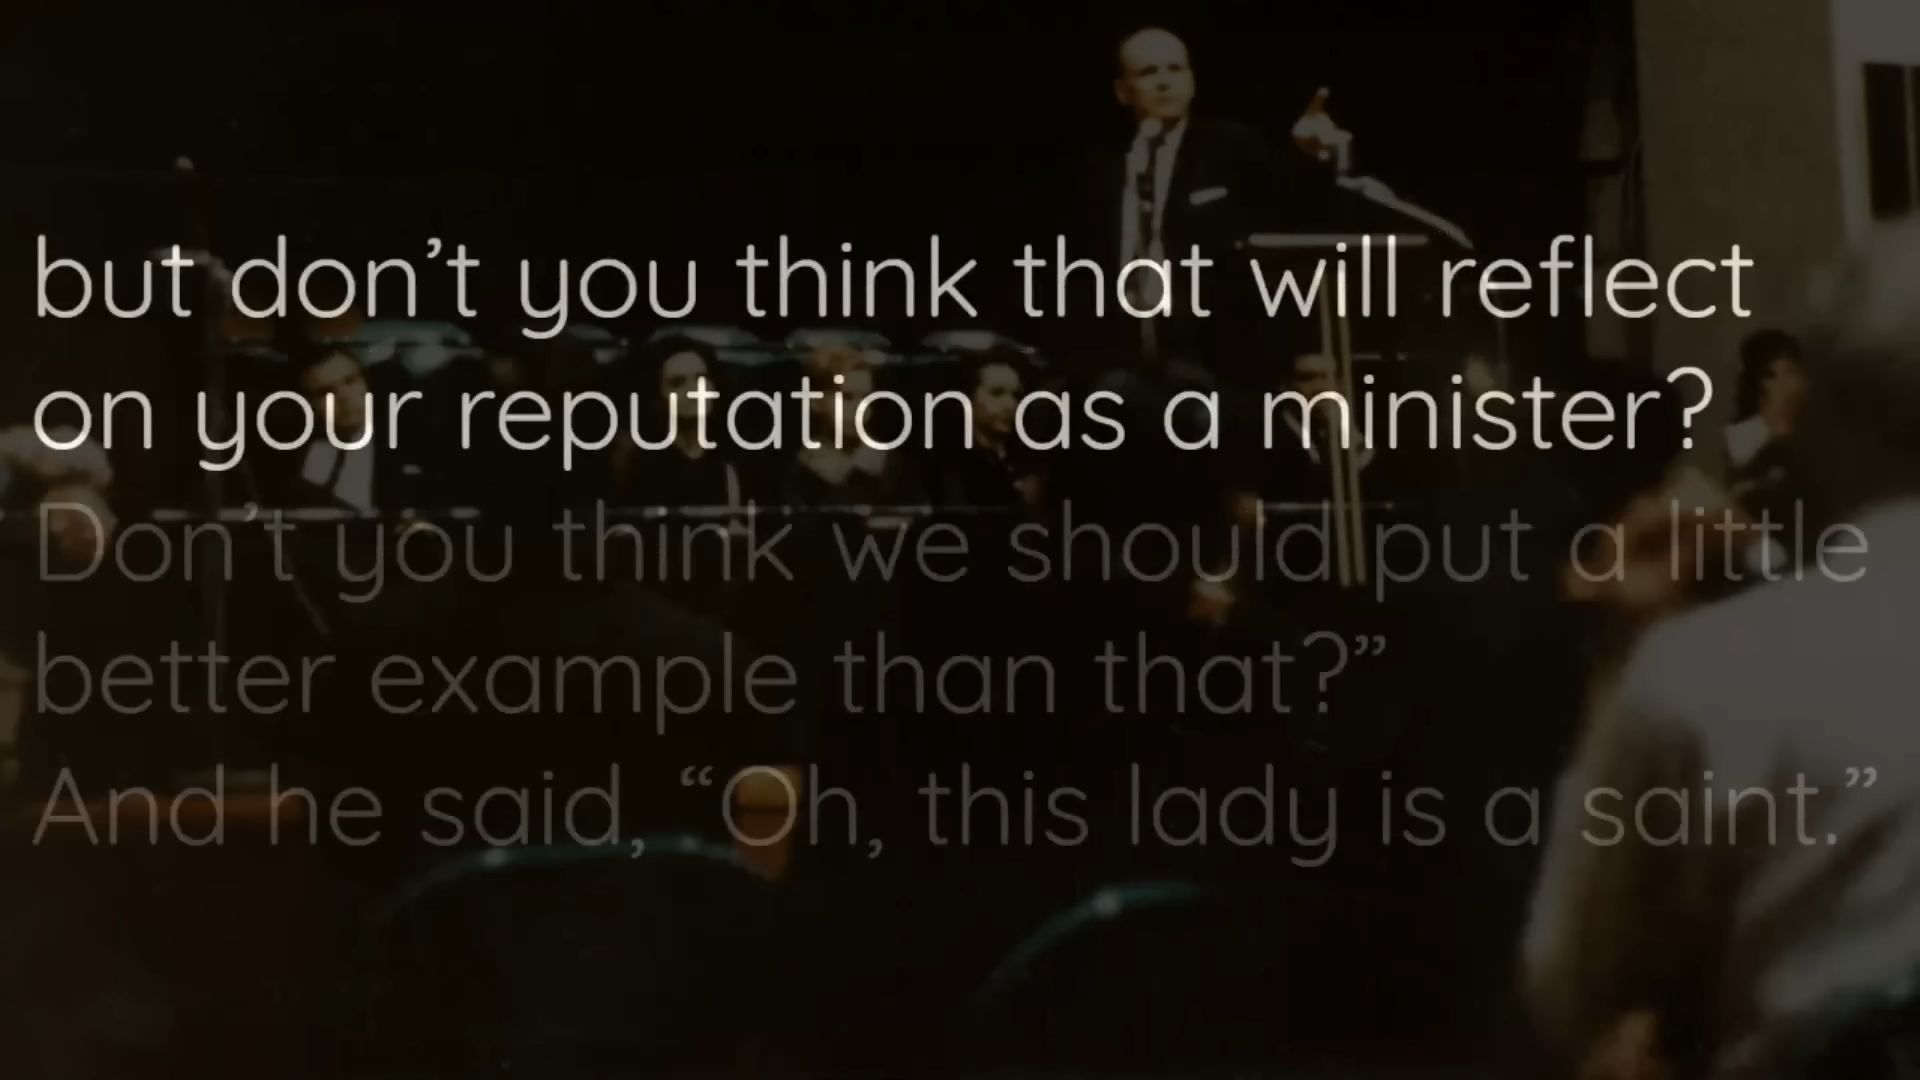 but don’t you think that will reflect
on your reputation as a minister?
Don’t you think we should put a little
better example than that?”
And he said, “Oh, this lady is a saint.”